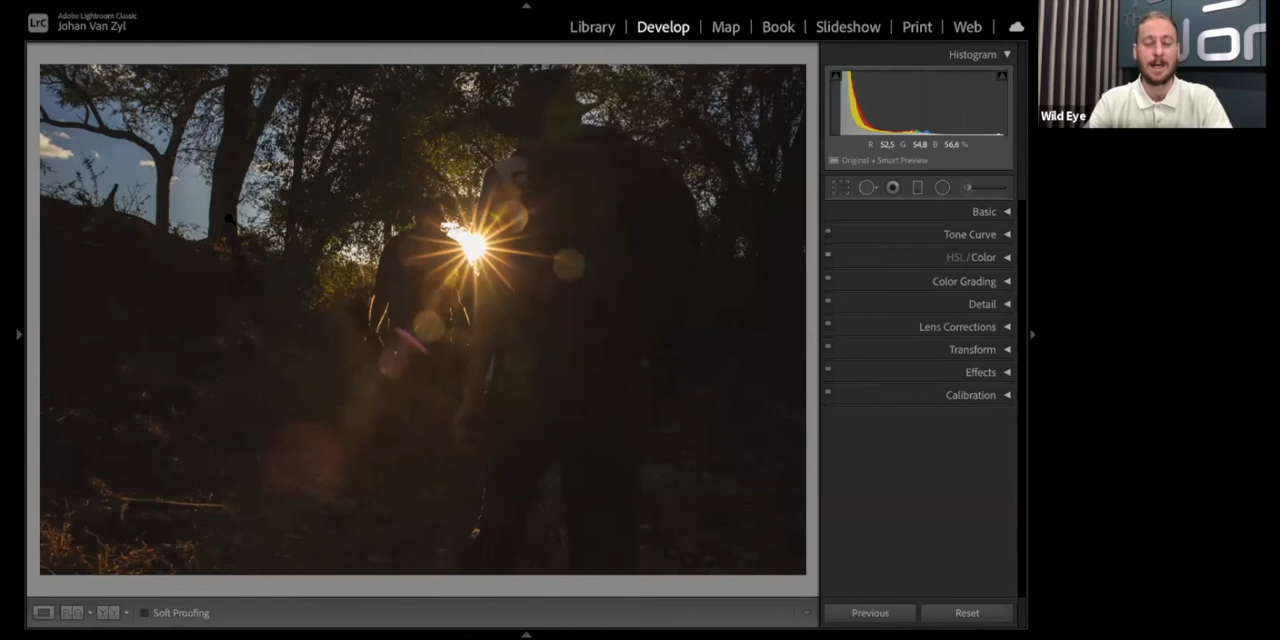 LrC
Adobe Lightroom Classic
Johan Van Zyl
Library | Develop | Map | Book | Slideshow | Print | Web
Histogram
R 52,5 G 54,8 B 56,6 %
Original + Smart Preview
Basic
Tone Curve
HSL / Color
Color Grading
Detail
Lens Corrections
Transform
Effects
Calibration
Soft Proofing
Previous
Reset
Wild Eye